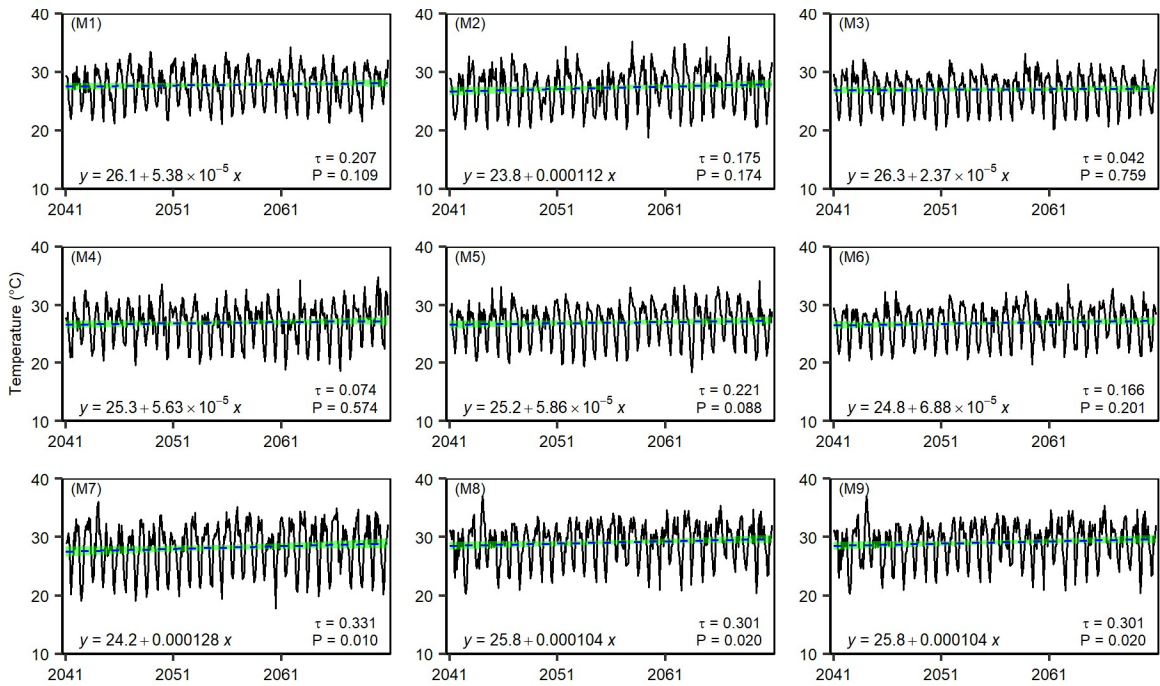 40
(M1)
30
20
τ = 0.207
y = 26.1 + 5.38 × 10⁻⁵ x
P = 0.109
10
2041 2051 2061
40
(M2)
30
20
τ = 0.175
y = 23.8 + 0.000112 x
P = 0.174
10
2041 2051 2061
40
(M3)
30
20
τ = 0.042
y = 26.3 + 2.37 × 10⁻⁵ x
P = 0.759
10
2041 2051 2061
Temperature (°C)
40
(M4)
30
20
τ = 0.074
y = 25.3 + 5.63 × 10⁻⁵ x
P = 0.574
10
2041 2051 2061
40
(M5)
30
20
τ = 0.221
y = 25.2 + 5.86 × 10⁻⁵ x
P = 0.088
10
2041 2051 2061
40
(M6)
30
20
τ = 0.166
y = 24.8 + 6.88 × 10⁻⁵ x
P = 0.201
10
2041 2051 2061
40
(M7)
30
20
τ = 0.331
y = 24.2 + 0.000128 x
P = 0.010
10
2041 2051 2061
40
(M8)
30
20
τ = 0.301
y = 25.8 + 0.000104 x
P = 0.020
10
2041 2051 2061
40
(M9)
30
20
τ = 0.301
y = 25.8 + 0.000104 x
P = 0.020
10
2041 2051 2061